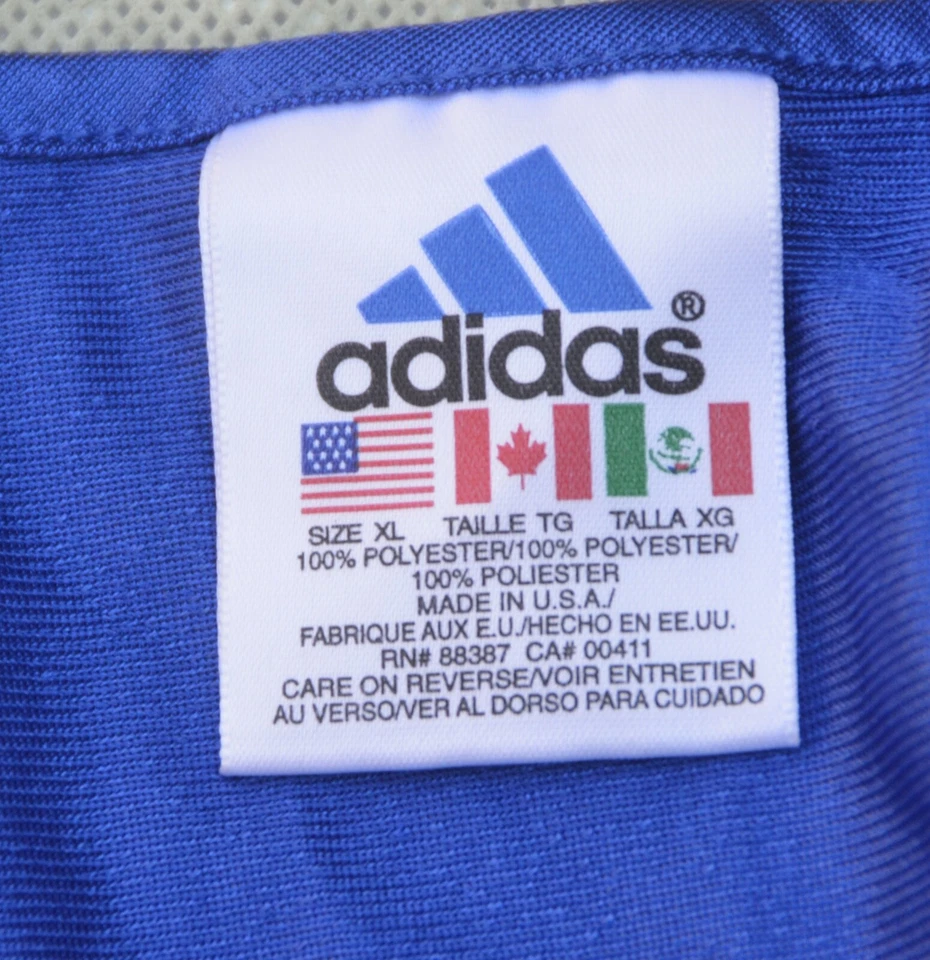 adidas®
SIZE XL TAILLE TG TALLA XG
100% POLYESTER/100% POLYESTER/
100% POLIESTER
MADE IN U.S.A./
FABRIQUE AUX E.U./HECHO EN EE.UU.
RN# 88387 CA# 00411
CARE ON REVERSE/VOIR ENTRETIEN
AU VERSO/VER AL DORSO PARA CUIDADO